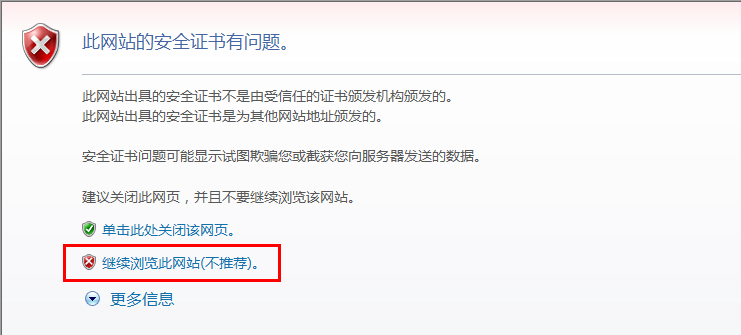 此网站的安全证书有问题。
此网站出具的安全证书不是由受信任的证书颁发机构颁发的。
此网站出具的安全证书是为其他网站地址颁发的。
安全证书问题可能显示试图欺骗您或截获您向服务器发送的数据。
建议关闭此网页，并且不要继续浏览该网站。
单击此处关闭该网页。
继续浏览此网站(不推荐)。
更多信息